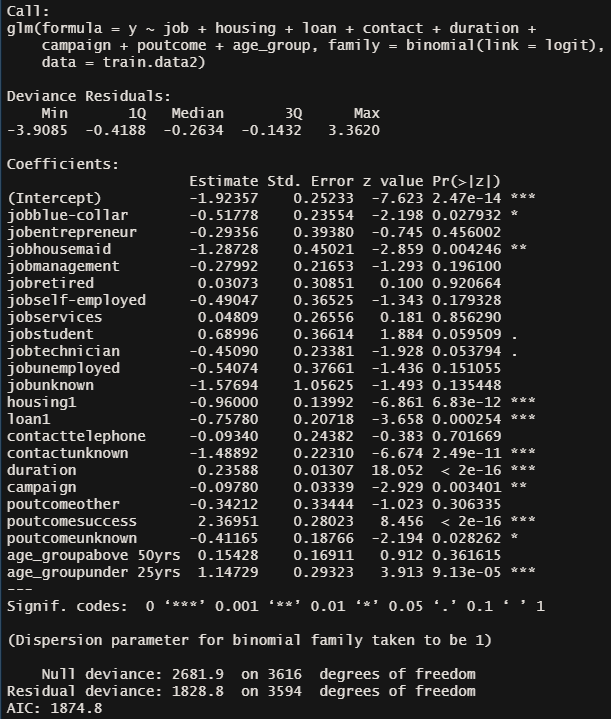 Call:
glm(formula = y ~ job + housing + loan + contact + duration +
    campaign + poutcome + age_group, family = binomial(link = logit),
    data = train.data2)

Deviance Residuals:
    Min       1Q   Median       3Q      Max
-3.9085  -0.4188  -0.2634  -0.1432   3.3620

Coefficients:
                     Estimate Std. Error z value Pr(>|z|)
(Intercept)          -1.92357    0.25233  -7.623 2.47e-14 ***
jobblue-collar       -0.51778    0.23554  -2.198 0.027932 *
jobentrepreneur      -0.29356    0.39380  -0.745 0.456002
jobhousemaid         -1.28728    0.45021  -2.859 0.004246 **
jobmanagement        -0.27992    0.21653  -1.293 0.196100
jobretired            0.03073    0.30851   0.100 0.920664
jobself-employed     -0.49047    0.36525  -1.343 0.179328
jobservices           0.04809    0.26556   0.181 0.856290
jobstudent            0.68996    0.36614   1.884 0.059509 .
jobtechnician        -0.45090    0.23381  -1.928 0.053794 .
jobunemployed        -0.54074    0.37661  -1.436 0.151055
jobunknown           -1.57694    1.05625  -1.493 0.135448
housing1             -0.96000    0.13992  -6.861 6.83e-12 ***
loan1                -0.75780    0.20718  -3.658 0.000254 ***
contacttelephone     -0.09340    0.24382  -0.383 0.701669
contactunknown       -1.48892    0.22310  -6.674 2.49e-11 ***
duration              0.23588    0.01307  18.052  < 2e-16 ***
campaign             -0.09780    0.03339  -2.929 0.003401 **
poutcomeother        -0.34212    0.33444  -1.023 0.306335
poutcomesuccess       2.36951    0.28023   8.456  < 2e-16 ***
poutcomeunknown      -0.41165    0.18766  -2.194 0.028262 *
age_groupabove 50yrs  0.15428    0.16911   0.912 0.361615
age_groupunder 25yrs  1.14729    0.29323   3.913 9.13e-05 ***
---
Signif. codes:  0 ‘***’ 0.001 ‘**’ 0.01 ‘*’ 0.05 ‘.’ 0.1 ‘ ’ 1

(Dispersion parameter for binomial family taken to be 1)

    Null deviance: 2681.9  on 3616  degrees of freedom
Residual deviance: 1828.8  on 3594  degrees of freedom
AIC: 1874.8